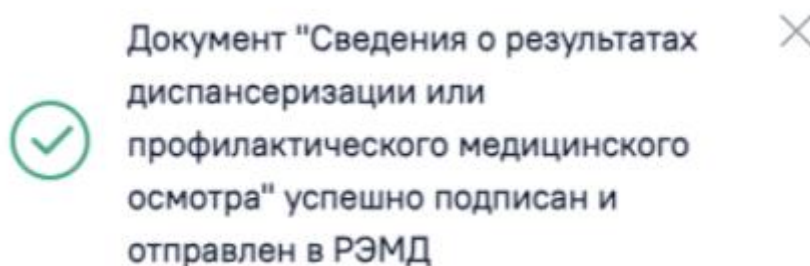 Документ "Сведения о результатах
диспансеризации или
профилактического медицинского
осмотра" успешно подписан и
отправлен в РЭМД